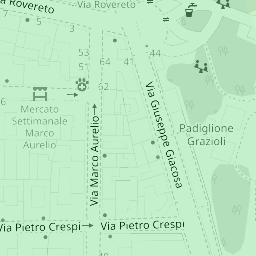 Via Rovereto
a Rovereto
5
3
53
51
44
64
41
62
6
Mercato
Settimanale
Marco
Aurelio
Via Marco Aurelio
Via Giuseppe Giacosa
Padiglione
Grazioli
Via Pietro Crespi
Via Pietro Crespi